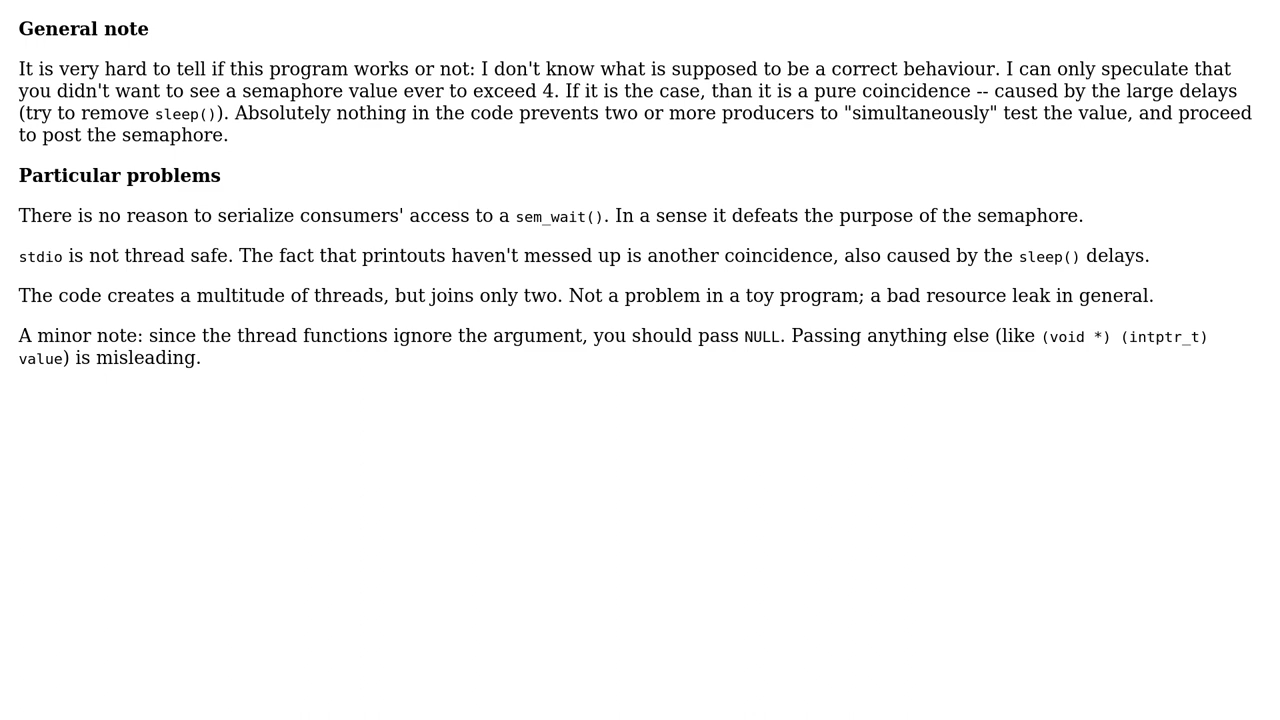 General note
It is very hard to tell if this program works or not: I don't know what is supposed to be a correct behaviour. I can only speculate that
you didn't want to see a semaphore value ever to exceed 4. If it is the case, than it is a pure coincidence -- caused by the large delays
(try to remove sleep()). Absolutely nothing in the code prevents two or more producers to "simultaneously" test the value, and proceed
to post the semaphore.
Particular problems
There is no reason to serialize consumers' access to a sem_wait(). In a sense it defeats the purpose of the semaphore.
stdio is not thread safe. The fact that printouts haven't messed up is another coincidence, also caused by the sleep() delays.
The code creates a multitude of threads, but joins only two. Not a problem in a toy program; a bad resource leak in general.
A minor note: since the thread functions ignore the argument, you should pass NULL. Passing anything else (like (void *) (intptr_t)
value) is misleading.